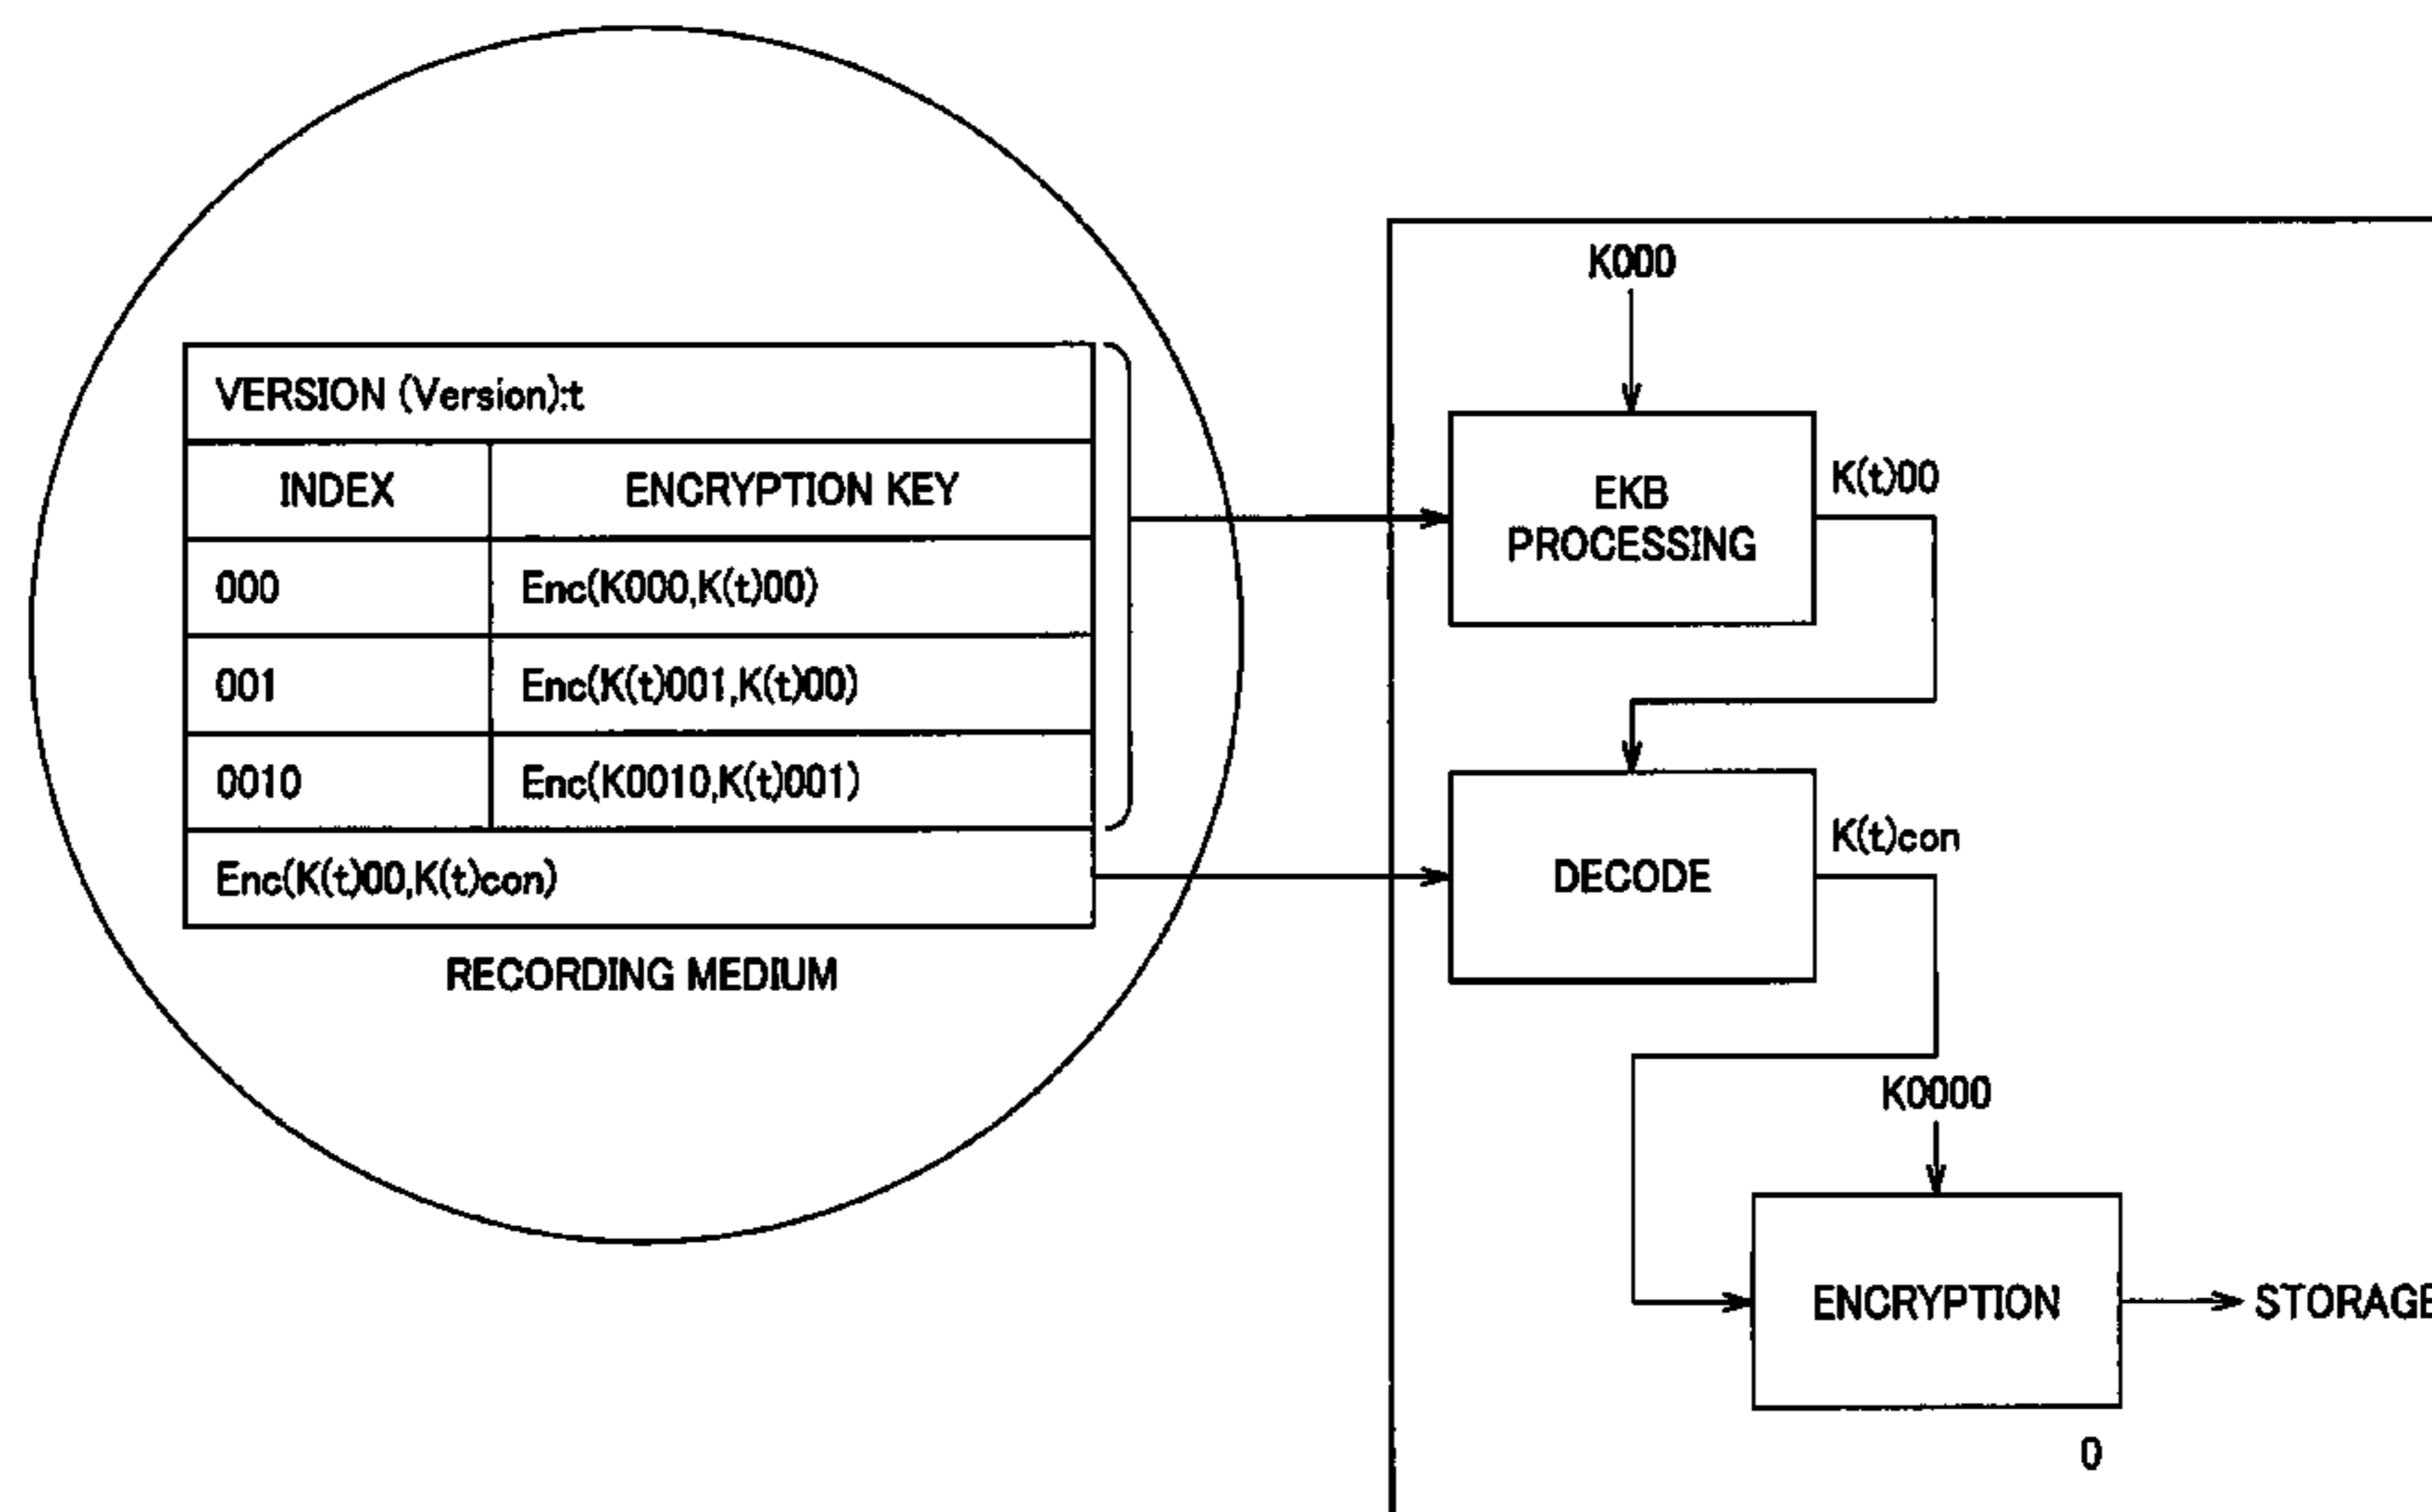 VERSION (Version):t
INDEX ENCRYPTION KEY
000 Enc(K000,K(t)00)
001 Enc(K(t)001,K(t)00)
0010 Enc(K0010,K(t)001)
Enc(K(t)00,K(t)con)
RECORDING MEDIUM
K000
EKB
PROCESSING
K(t)00
DECODE
K(t)con
K0000
ENCRYPTION
STORAGE
0